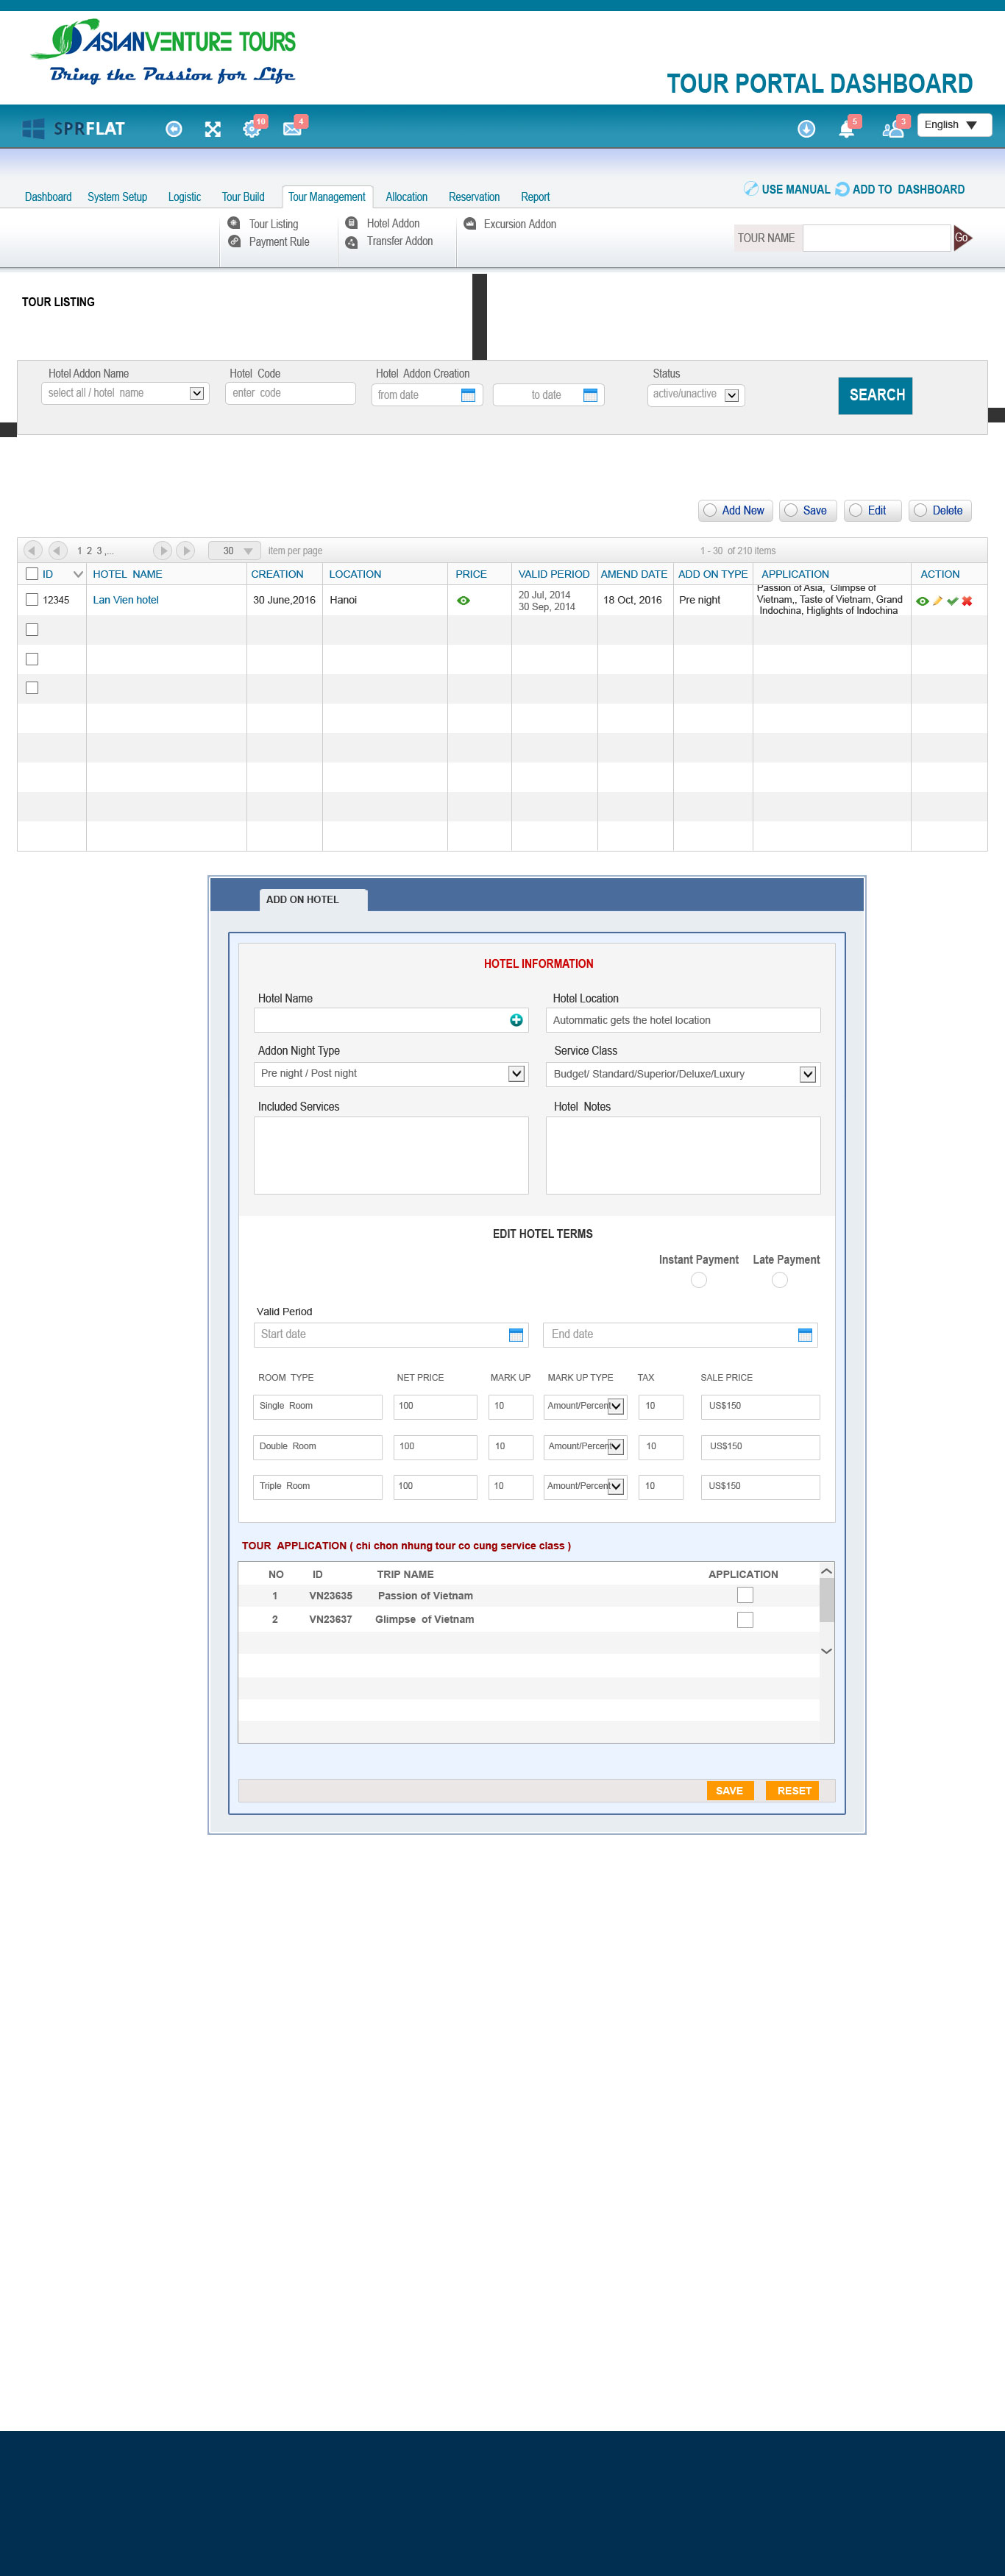 ASIANVENTURE TOURS
Bring the Passion for Life
TOUR PORTAL DASHBOARD
SPRFLAT 10 4 5 3 English
USE MANUAL ADD TO DASHBOARD
Dashboard System Setup Logistic Tour Build Tour Management Allocation Reservation Report
Tour Listing Hotel Addon Excursion Addon
Payment Rule Transfer Addon
TOUR NAME Go
TOUR LISTING
Hotel Addon Name Hotel Code Hotel Addon Creation Status
select all / hotel name enter code from date to date active/unactive SEARCH
Add New Save Edit Delete
1 2 3 ,... 30 item per page 1 - 30 of 210 items
ID HOTEL NAME CREATION LOCATION PRICE VALID PERIOD AMEND DATE ADD ON TYPE APPLICATION ACTION
12345 Lan Vien hotel 30 June,2016 Hanoi 20 Jul, 2014 30 Sep, 2014 18 Oct, 2016 Pre night Passion of Asia, Glimpse of
Vietnam,, Taste of Vietnam, Grand
Indochina, Higlights of Indochina
ADD ON HOTEL
HOTEL INFORMATION
Hotel Name Hotel Location
Autommatic gets the hotel location
Addon Night Type Service Class
Pre night / Post night Budget/ Standard/Superior/Deluxe/Luxury
Included Services Hotel Notes
EDIT HOTEL TERMS
Instant Payment Late Payment
Valid Period
Start date End date
ROOM TYPE NET PRICE MARK UP MARK UP TYPE TAX SALE PRICE
Single Room 100 10 Amount/Percent 10 US$150
Double Room 100 10 Amount/Percent 10 US$150
Triple Room 100 10 Amount/Percent 10 US$150
TOUR APPLICATION ( chi chon nhung tour co cung service class )
NO ID TRIP NAME APPLICATION
1 VN23635 Passion of Vietnam
2 VN23637 Glimpse of Vietnam
SAVE RESET